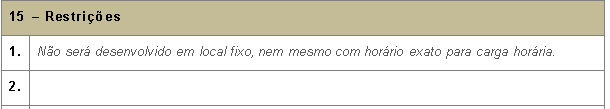 15 – Restrições
1. Não será desenvolvido em local fixo, nem mesmo com horário exato para carga horária.
2.